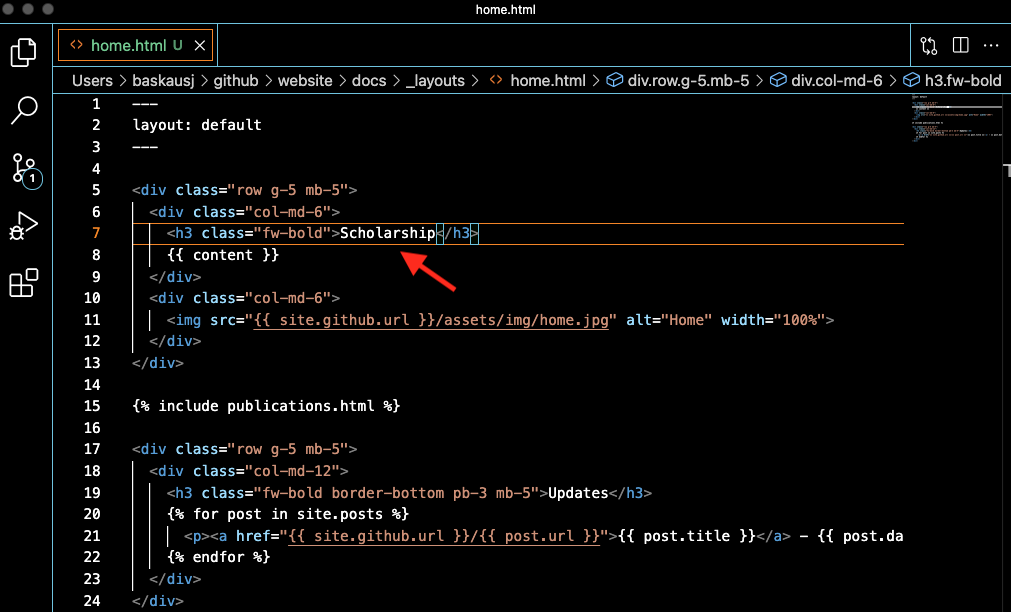 home.html
home.html U
Users > baskausj > github > website > docs > _layouts > home.html > div.row.g-5.mb-5 > div.col-md-6 > h3.fw-bold
1 ---
2 layout: default
3 ---
4
5 <div class="row g-5 mb-5">
6 <div class="col-md-6">
7 <h3 class="fw-bold">Scholarship</h3>
8 {{ content }}
9 </div>
10 <div class="col-md-6">
11 <img src="{{ site.github.url }}/assets/img/home.jpg" alt="Home" width="100%">
12 </div>
13 </div>
14
15 {% include publications.html %}
16
17 <div class="row g-5 mb-5">
18 <div class="col-md-12">
19 <h3 class="fw-bold border-bottom pb-3 mb-5">Updates</h3>
20 {% for post in site.posts %}
21 <p><a href="{{ site.github.url }}/{{ post.url }}">{{ post.title }}</a> - {{ post.da
22 {% endfor %}
23 </div>
24 </div>
1